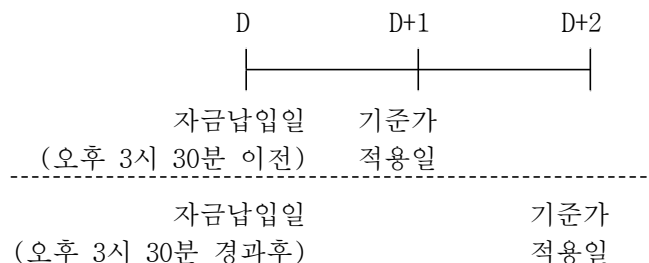 D D+1 D+2
자금납입일 기준가
(오후 3시 30분 이전) 적용일
자금납입일 기준가
(오후 3시 30분 경과후) 적용일